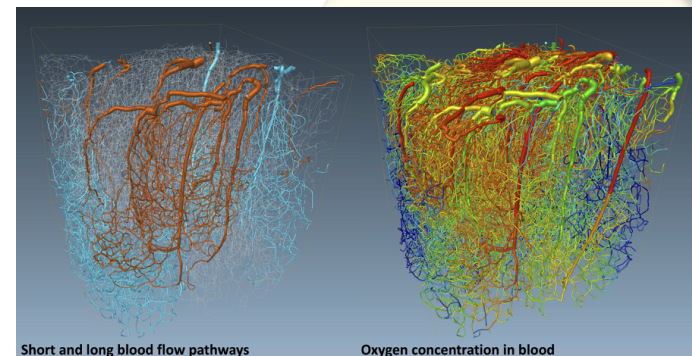 Short and long blood flow pathways
Oxygen concentration in blood